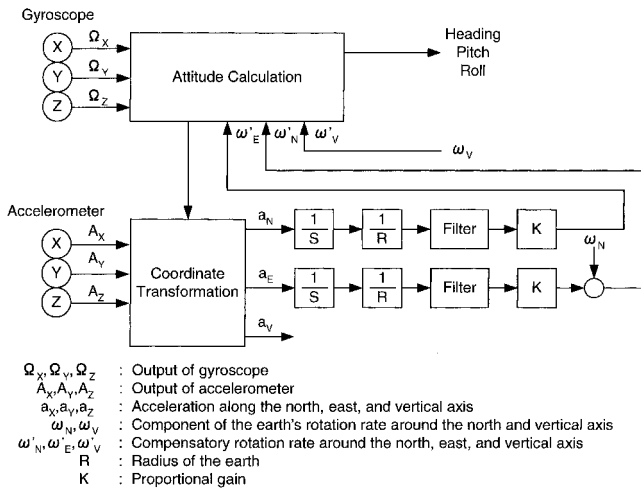 Gyroscope
X Ω_X
Y Ω_Y
Z Ω_Z
Attitude Calculation
Heading
Pitch
Roll
ω'_E ω'_N ω'_V
ω_V
Accelerometer
X A_X
Y A_Y
Z A_Z
Coordinate
Transformation
a_N 1/S 1/R Filter K
ω_N
a_E 1/S 1/R Filter K
a_V
Ω_X, Ω_Y, Ω_Z : Output of gyroscope
A_X, A_Y, A_Z : Output of accelerometer
a_X, a_Y, a_Z : Acceleration along the north, east, and vertical axis
ω_N, ω_V : Component of the earth's rotation rate around the north and vertical axis
ω'_N, ω'_E, ω'_V : Compensatory rotation rate around the north, east, and vertical axis
R : Radius of the earth
K : Proportional gain